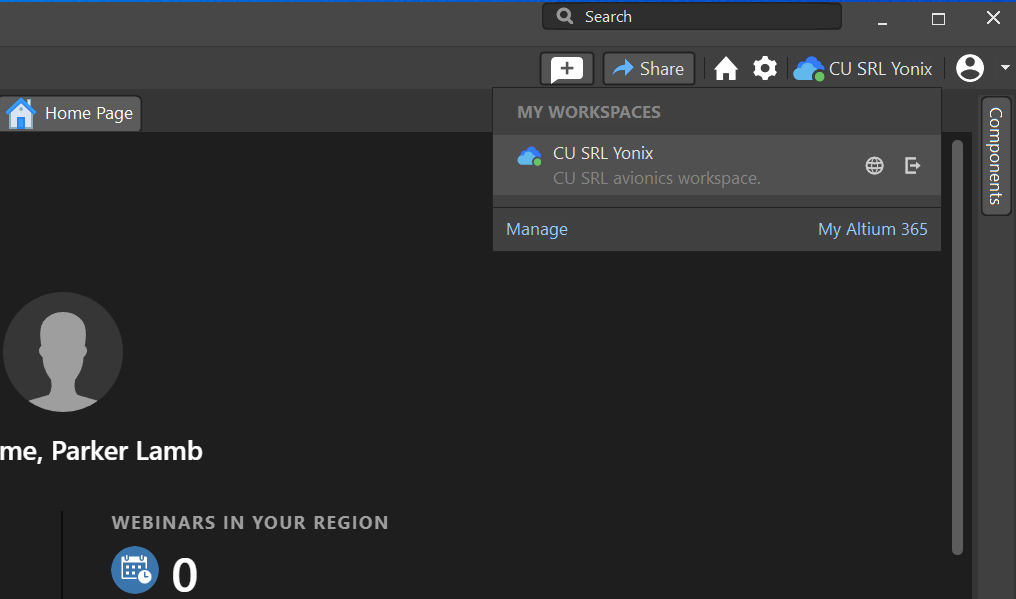 Search
Share
CU SRL Yonix
Home Page
MY WORKSPACES
CU SRL Yonix
CU SRL avionics workspace.
Manage
My Altium 365
Components
me, Parker Lamb
WEBINARS IN YOUR REGION
0